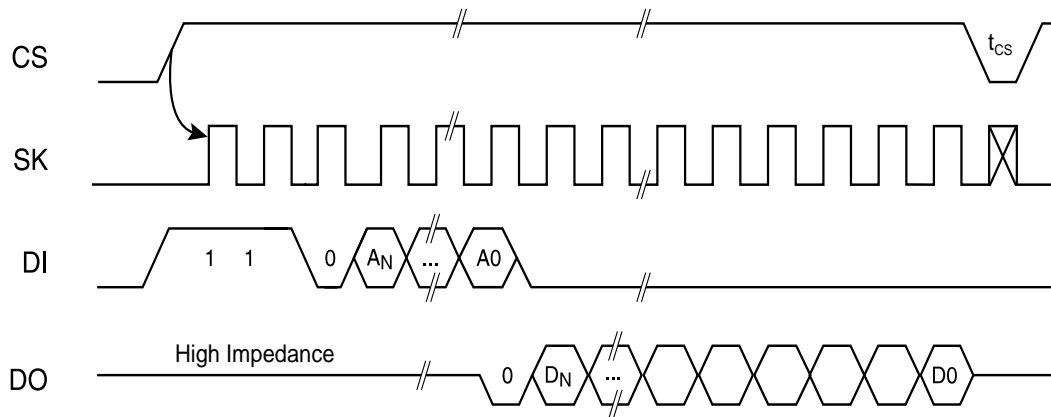 CS
t_CS
SK
DI
1 1 0 A_N ... A0
High Impedance
DO
0 D_N ... D0